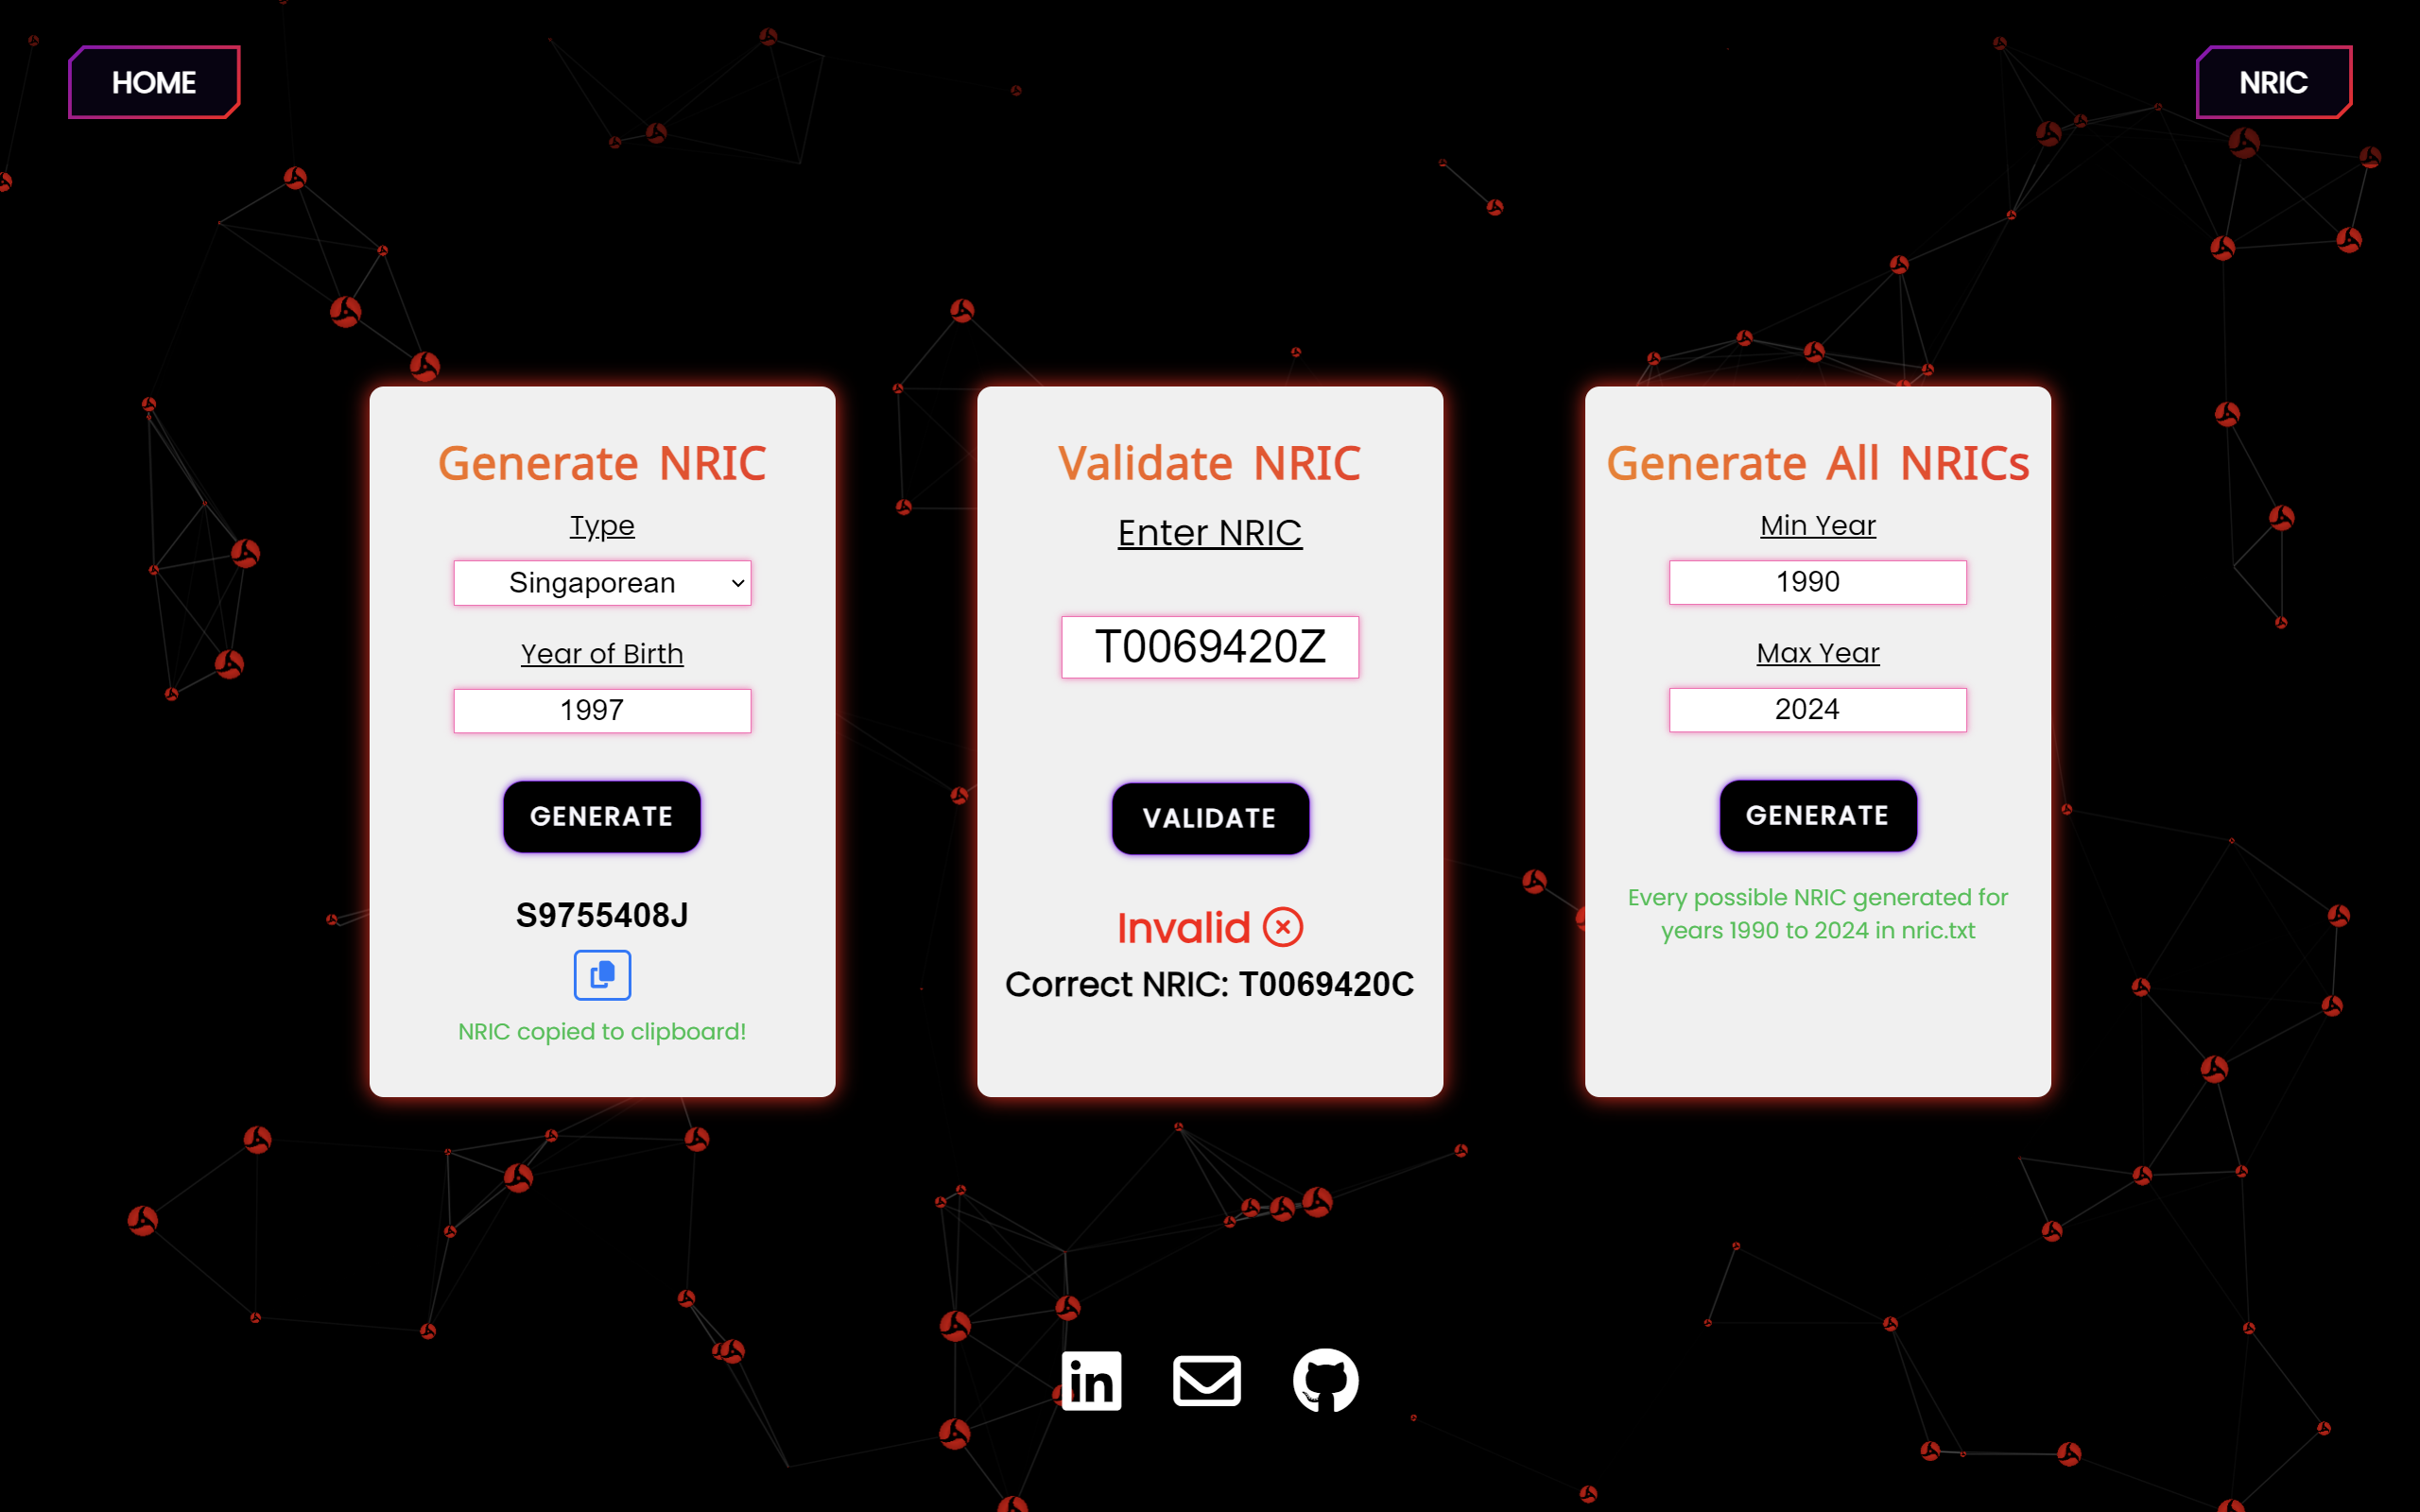 HOME
NRIC
Generate NRIC
Type
Singaporean
Year of Birth
1997
GENERATE
S9755408J
NRIC copied to clipboard!
Validate NRIC
Enter NRIC
T0069420Z
VALIDATE
Invalid
Correct NRIC: T0069420C
Generate All NRICs
Min Year
1990
Max Year
2024
GENERATE
Every possible NRIC generated for
years 1990 to 2024 in nric.txt
in